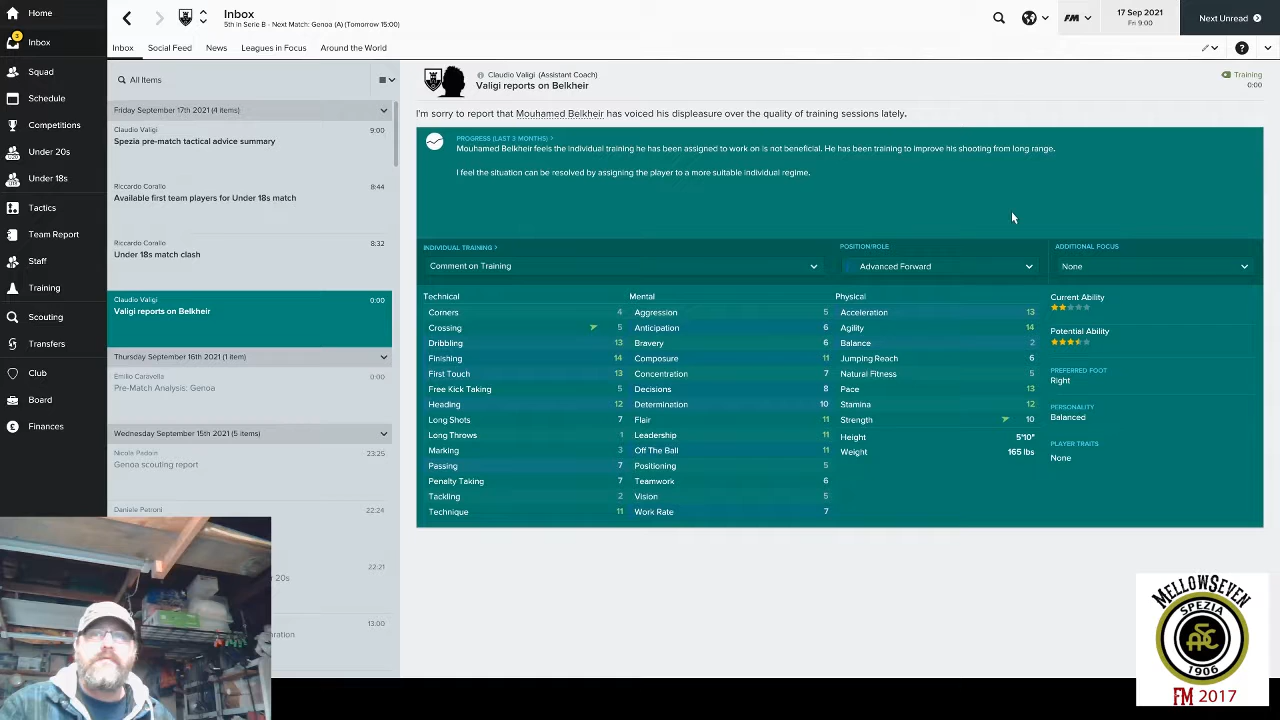 Home
Inbox
5th in Serie B - Next Match: Genoa (A) (Tomorrow 15:00)
FM
17 Sep 2021
Fri 9:00
Next Unread
3
Inbox
Inbox
Social Feed
News
Leagues in Focus
Around the World
Squad
Schedule
Competitions
Under 20s
Under 18s
Tactics
Team Report
Staff
Training
Scouting
Transfers
Club
Board
Finances
All Items
Friday September 17th 2021 (4 items)
Claudio Valigi 9:00
Spezia pre-match tactical advice summary
Riccardo Corallo 8:44
Available first team players for Under 18s match
Riccardo Corallo 8:32
Under 18s match clash
Claudio Valigi 0:00
Valigi reports on Belkheir
Thursday September 16th 2021 (1 item)
Emilio Caravella 0:00
Pre-Match Analysis: Genoa
Wednesday September 15th 2021 (5 items)
Nicola Padoin 23:25
Genoa scouting report
Daniele Petroni 22:24
22:21
20s
13:00
Claudio Valigi (Assistant Coach)
Valigi reports on Belkheir
Training
0:00
I'm sorry to report that Mouhamed Belkheir has voiced his displeasure over the quality of training sessions lately.
PROGRESS (LAST 3 MONTHS) >
Mouhamed Belkheir feels the individual training he has been assigned to work on is not beneficial. He has been training to improve his shooting from long range.
I feel the situation can be resolved by assigning the player to a more suitable individual regime.
INDIVIDUAL TRAINING > POSITION/ROLE ADDITIONAL FOCUS
Comment on Training Advanced Forward None
Technical Mental Physical
Corners 4 Aggression 5 Acceleration 13
Crossing 5 Anticipation 6 Agility 14
Dribbling 13 Bravery 6 Balance 2
Finishing 14 Composure 11 Jumping Reach 6
First Touch 13 Concentration 7 Natural Fitness 5
Free Kick Taking 5 Decisions 8 Pace 13
Heading 12 Determination 10 Stamina 12
Long Shots 7 Flair 11 Strength 10
Long Throws 1 Leadership 11 Height 5'10"
Marking 3 Off The Ball 11 Weight 165 lbs
Passing 7 Positioning 5
Penalty Taking 7 Teamwork 6
Tackling 2 Vision 5
Technique 11 Work Rate 7
Current Ability
Potential Ability
PREFERRED FOOT
Right
PERSONALITY
Balanced
PLAYER TRAITS
None
MELLOWSEVEN
SPEZIA
ASC
1906
FM 2017